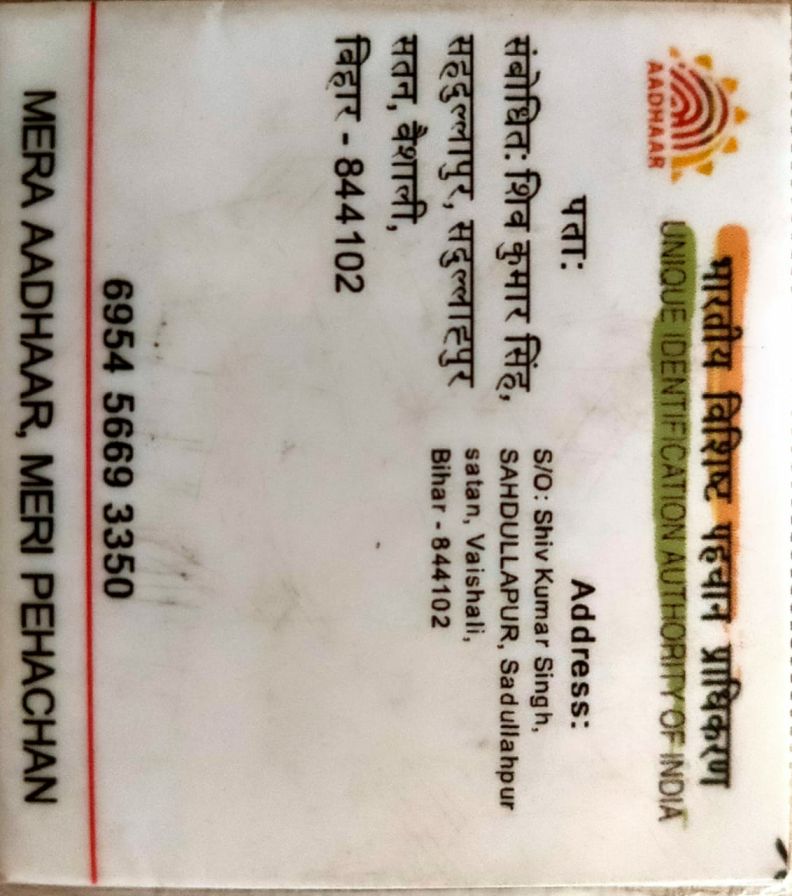 भारतीय विशिष्ट पहचान प्राधिकरण
UNIQUE IDENTIFICATION AUTHORITY OF INDIA
AADHAAR
पता:
संबोधित: शिव कुमार सिंह,
सहदुल्लापुर, सदुल्लाहपुर
सतन, वैशाली,
बिहार - 844102
Address:
S/O: Shiv Kumar Singh,
SAHDULLAPUR, Sadullahpur
satan, Vaishali,
Bihar - 844102
6954 5669 3350
MERA AADHAAR, MERI PEHACHAN